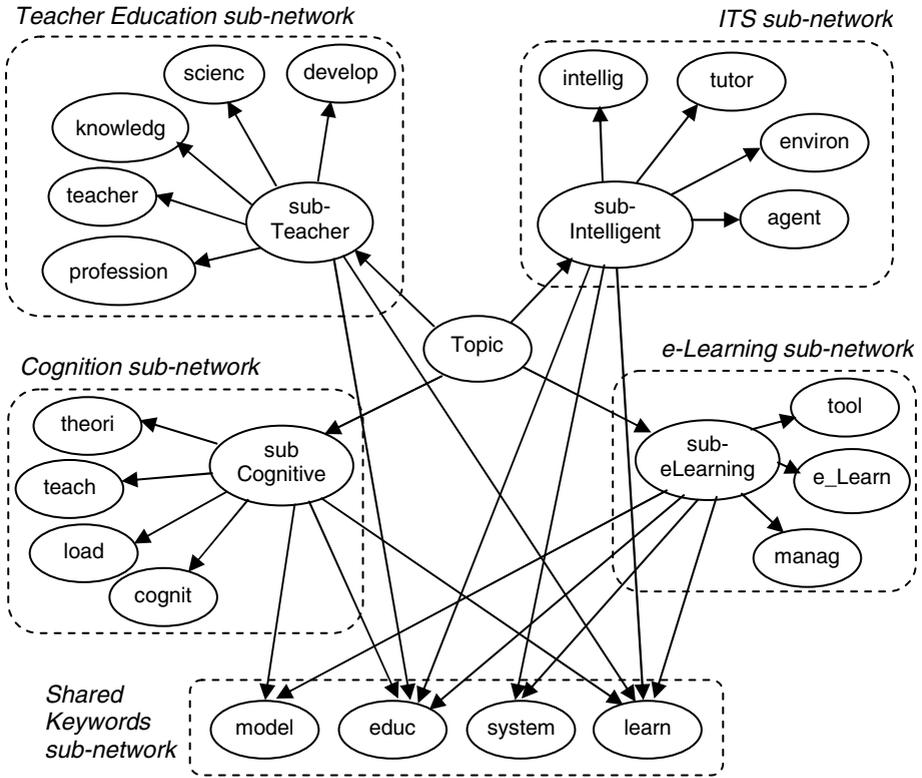 Teacher Education sub-network
ITS sub-network
scienc
develop
knowledg
teacher
profession
sub-
Teacher
intellig
tutor
environ
agent
sub-
Intelligent
Topic
Cognition sub-network
e-Learning sub-network
theori
teach
load
cognit
sub
Cognitive
sub-
eLearning
tool
e_Learn
manag
Shared
Keywords
sub-network
model
educ
system
learn